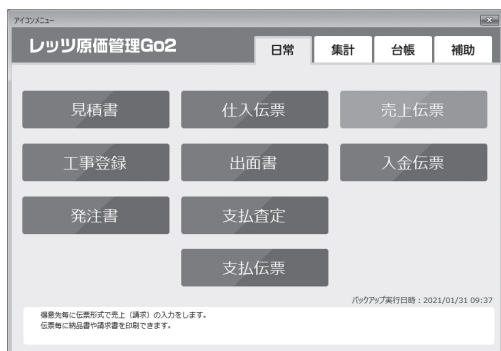 アイコンメニュー
レッツ原価管理Go2
日常 集計 台帳 補助
見積書 仕入伝票 売上伝票
工事登録 出面書 入金伝票
発注書 支払査定
支払伝票
バックアップ実行日時：2021/01/31 09:37
得意先毎に伝票形式で売上（請求）の入力をします。
伝票毎に納品書や請求書を印刷できます。